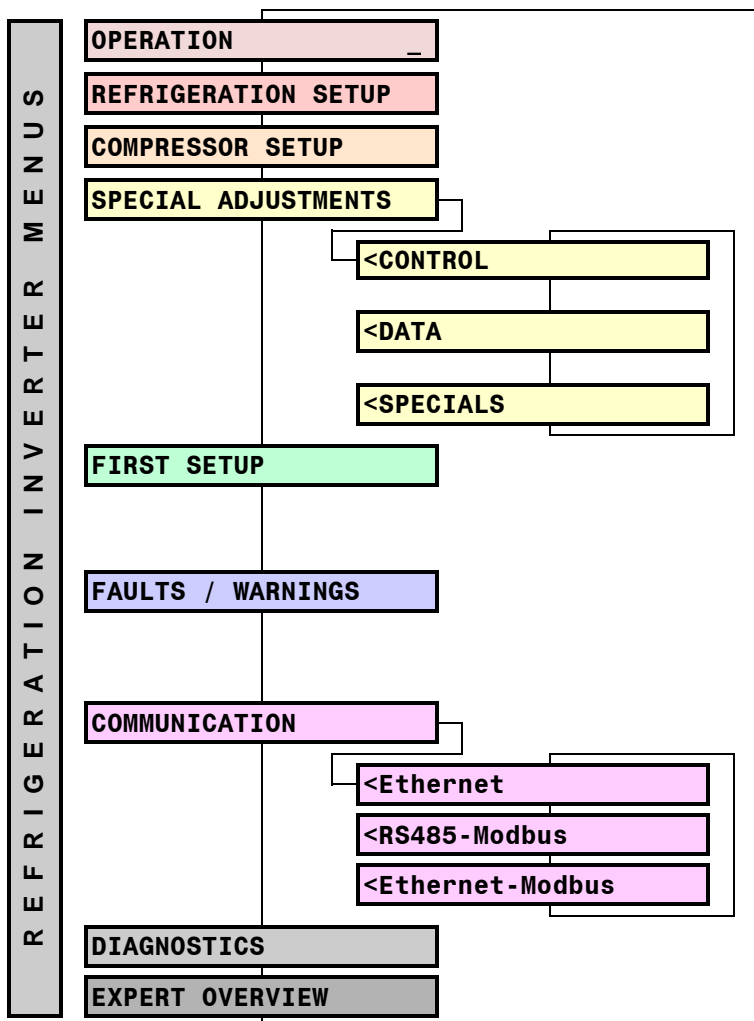 REFRIGERATION INVERTER MENUS
OPERATION _
REFRIGERATION SETUP
COMPRESSOR SETUP
SPECIAL ADJUSTMENTS
<CONTROL
<DATA
<SPECIALS
FIRST SETUP
FAULTS / WARNINGS
COMMUNICATION
<Ethernet
<RS485-Modbus
<Ethernet-Modbus
DIAGNOSTICS
EXPERT OVERVIEW